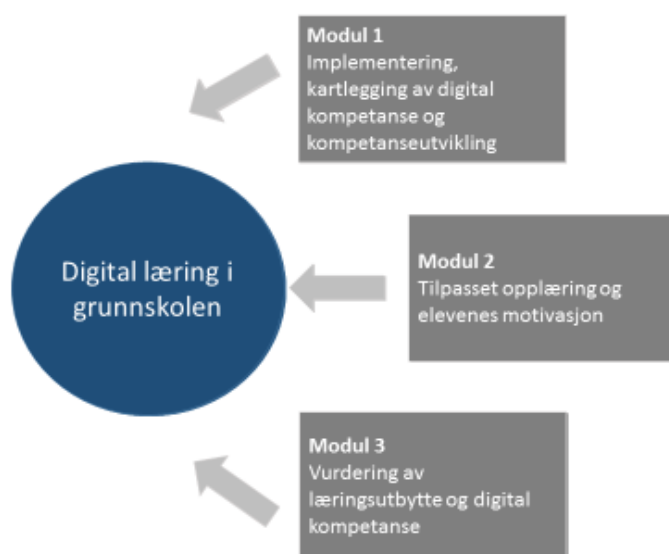 Modul 1
Implementering,
kartlegging av digital
kompetanse og
kompetanseutvikling
Digital læring i
grunnskolen
Modul 2
Tilpasset opplæring og
elevenes motivasjon
Modul 3
Vurdering av
læringsutbytte og digital
kompetanse